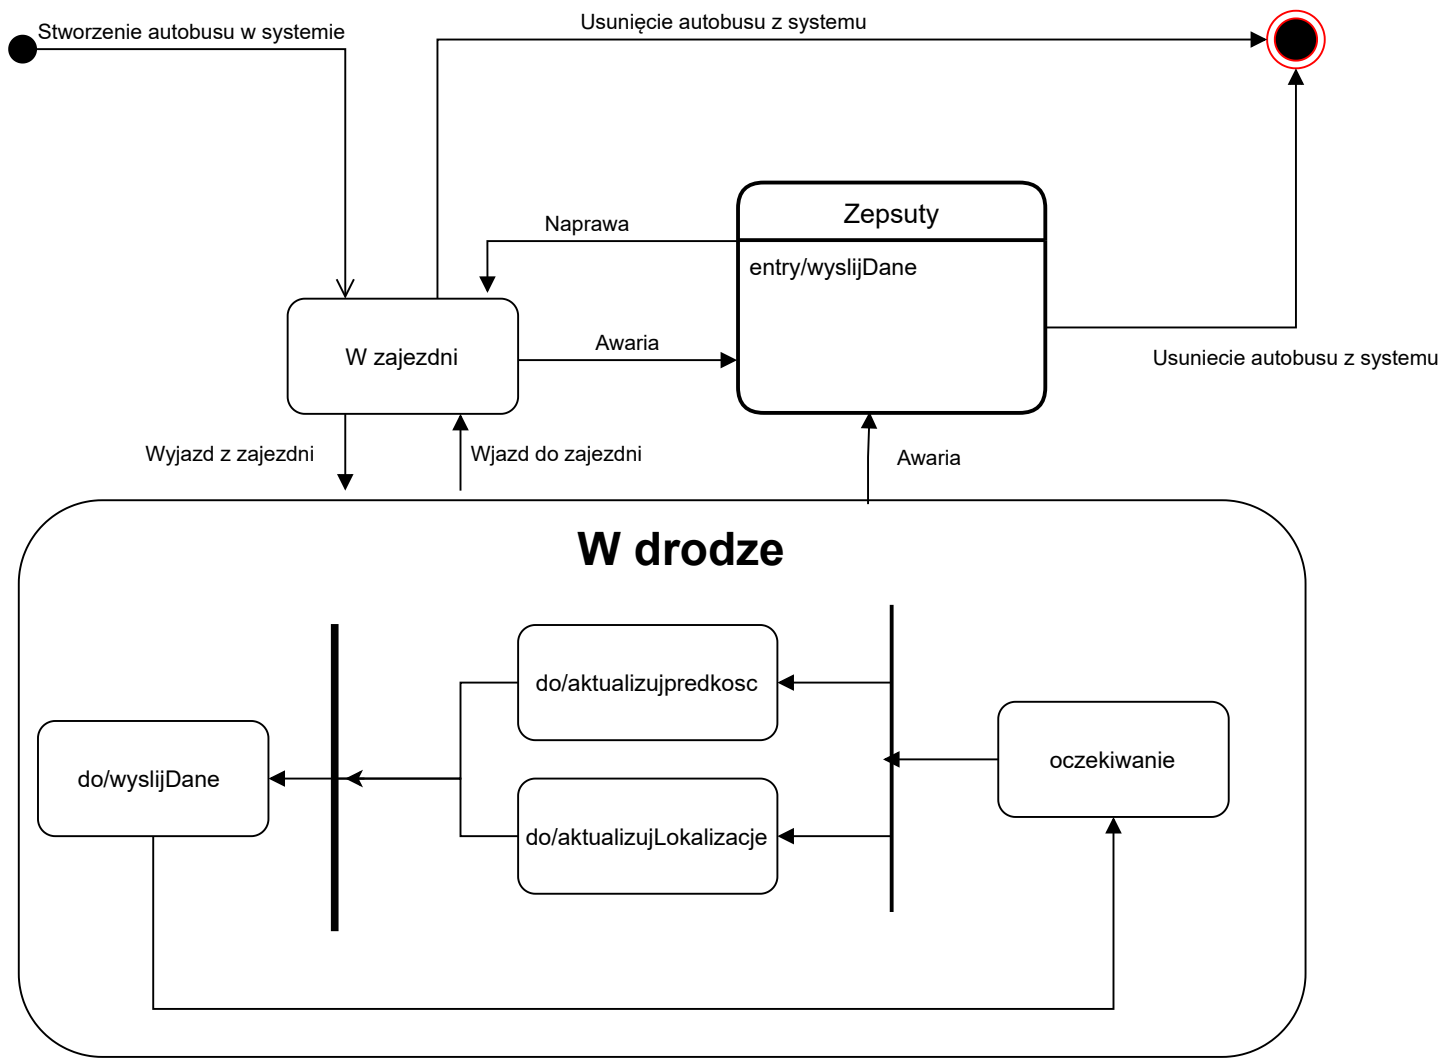 Stworzenie autobusu w systemie
Usunięcie autobusu z systemu
Zepsuty
Naprawa
entry/wyslijDane
W zajezdni
Awaria
Usuniecie autobusu z systemu
Wyjazd z zajezdni
Wjazd do zajezdni
Awaria
W drodze
do/aktualizujpredkosc
do/wyslijDane
oczekiwanie
do/aktualizujLokalizacje